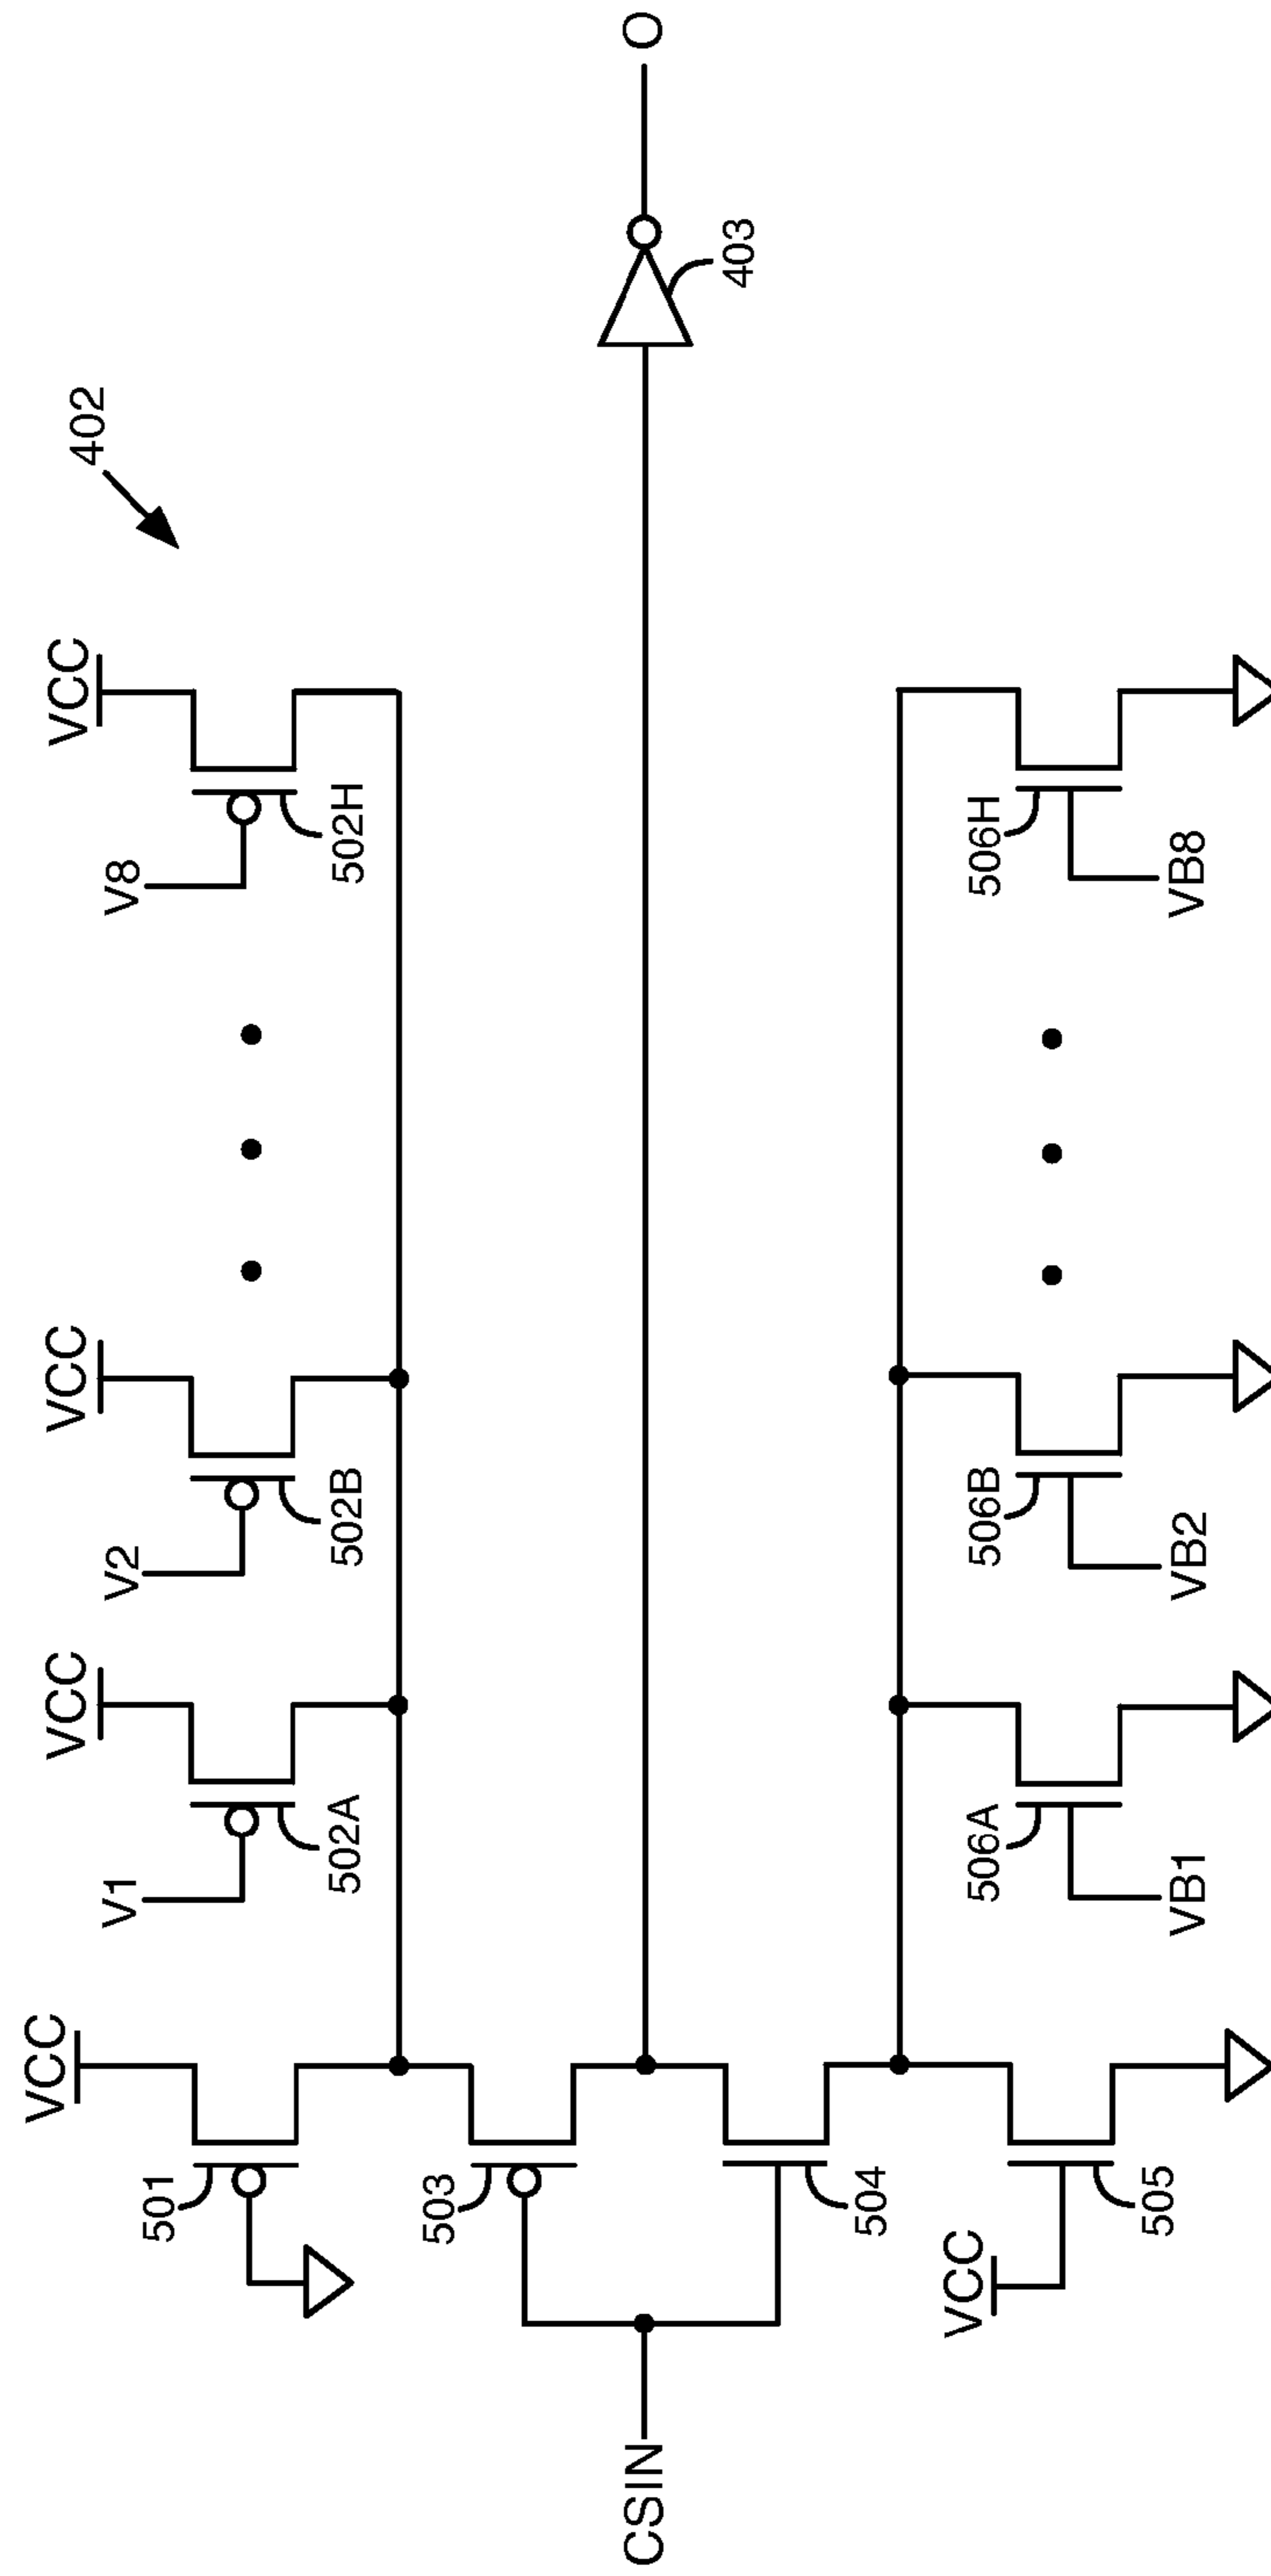 402
VCC
VCC
VCC
VCC
V1
V2
V8
501
502A
502B
502H
503
CSIN
403
O
504
VCC
505
506A
506B
506H
VB1
VB2
VB8